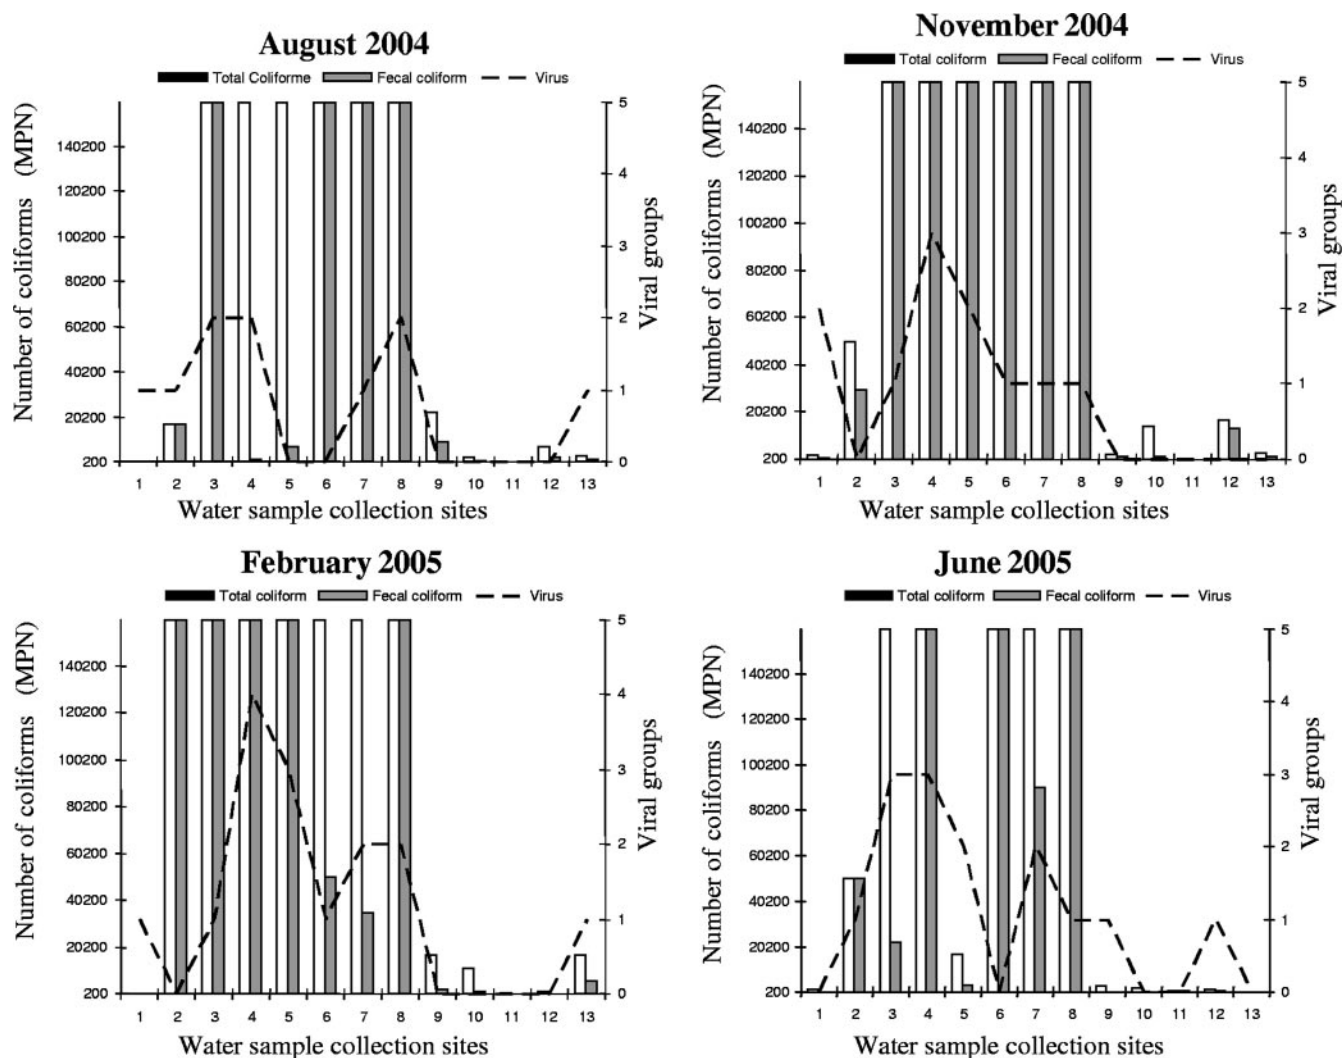 August 2004
Total Coliforme Fecal coliform Virus
Number of coliforms (MPN)
140200
120200
100200
80200
60200
40200
20200
200
5
4
3
2
1
0
Viral groups
1 2 3 4 5 6 7 8 9 10 11 12 13
Water sample collection sites
November 2004
Total coliform Fecal coliform Virus
Number of coliforms (MPN)
140200
120200
100200
80200
60200
40200
20200
200
5
4
3
2
1
0
Viral groups
1 2 3 4 5 6 7 8 9 10 11 12 13
Water sample collection sites
February 2005
Total coliform Fecal coliform Virus
Number of coliforms (MPN)
140200
120200
100200
80200
60200
40200
20200
200
5
4
3
2
1
0
Viral groups
1 2 3 4 5 6 7 8 9 10 11 12 13
Water sample collection sites
June 2005
Total coliform Fecal coliform Virus
Number of coliforms (MPN)
140200
120200
100200
80200
60200
40200
20200
200
5
4
3
2
1
0
Viral groups
1 2 3 4 5 6 7 8 9 10 11 12 13
Water sample collection sites